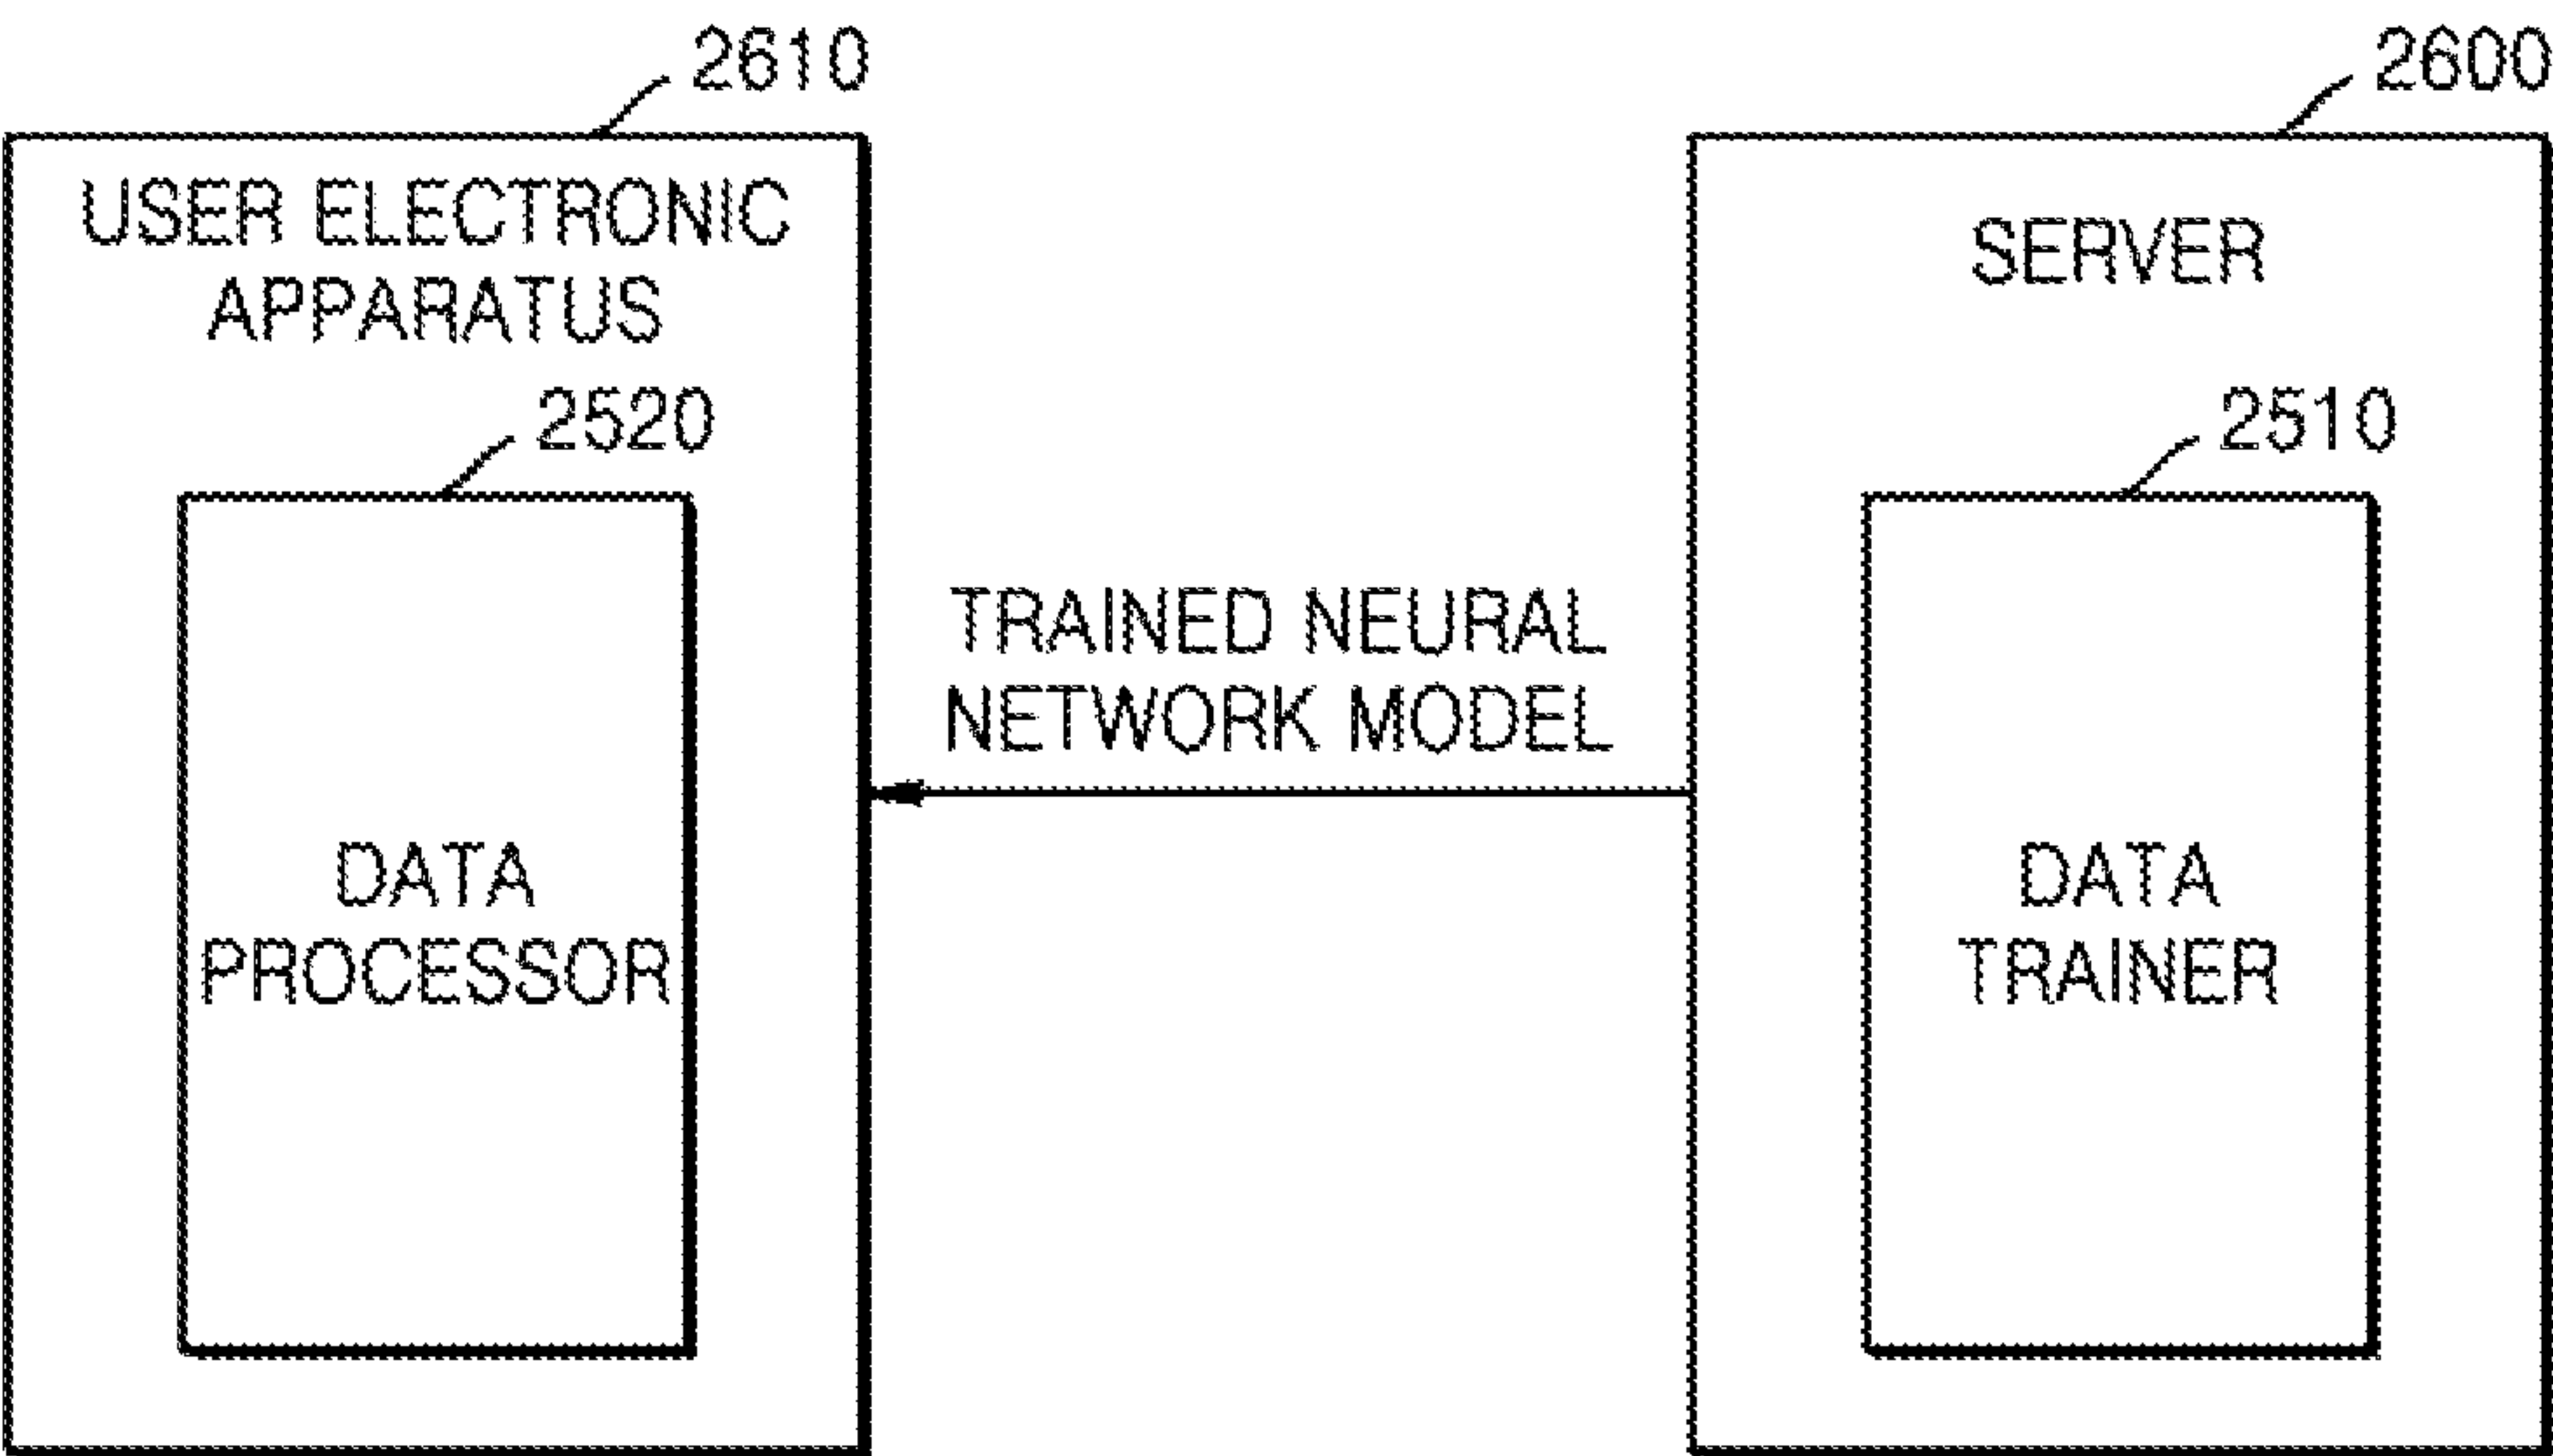 2610
2600
USER ELECTRONIC
APPARATUS
SERVER
2520
2510
TRAINED NEURAL
NETWORK MODEL
DATA
PROCESSOR
DATA
TRAINER